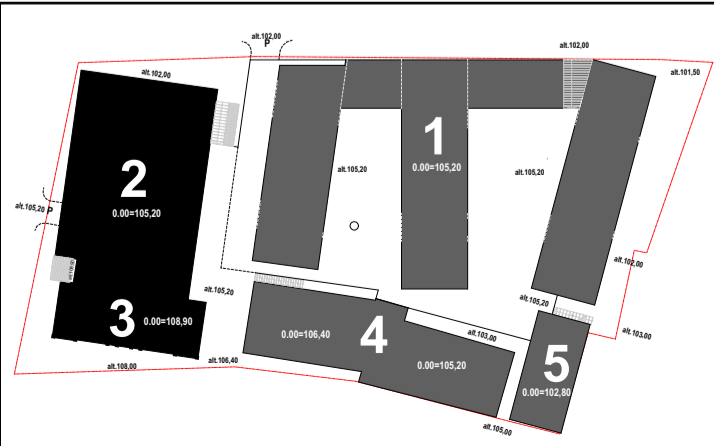 alt.102,00
P
alt.102,00
alt.102,00
alt.101,50
1
0.00=105,20
alt.105,20
alt.105,20
2
0.00=105,20
alt.105,20 P
alt.102,00
alt.105,20
alt.105,20
3
0.00=108,90
0.00=106,40
4
alt.103,00
alt.103.00
0.00=105,20
5
0.00=102,80
alt.108,00
alt.106,40
alt.105,00